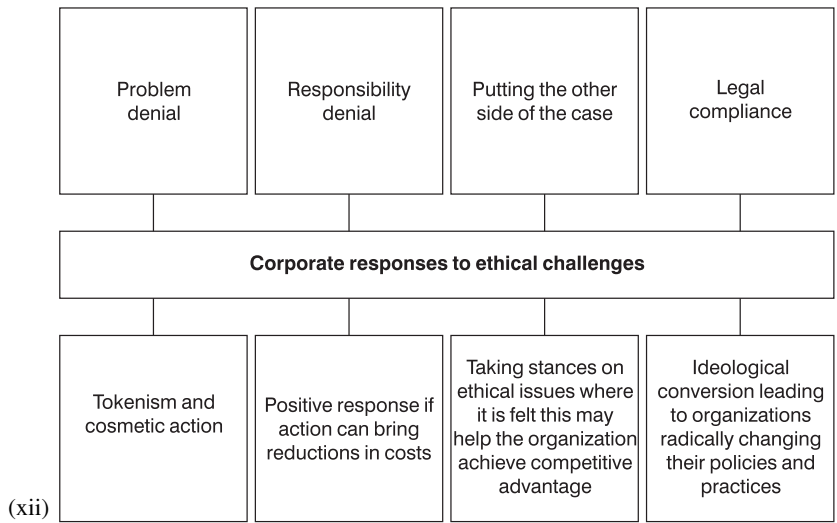 Problem
denial
Responsibility
denial
Putting the other
side of the case
Legal
compliance
Corporate responses to ethical challenges
Tokenism and
cosmetic action
Positive response if
action can bring
reductions in costs
Taking stances on
ethical issues where
it is felt this may
help the organization
achieve competitive
advantage
Ideological
conversion leading
to organizations
radically changing
their policies and
practices
(xii)